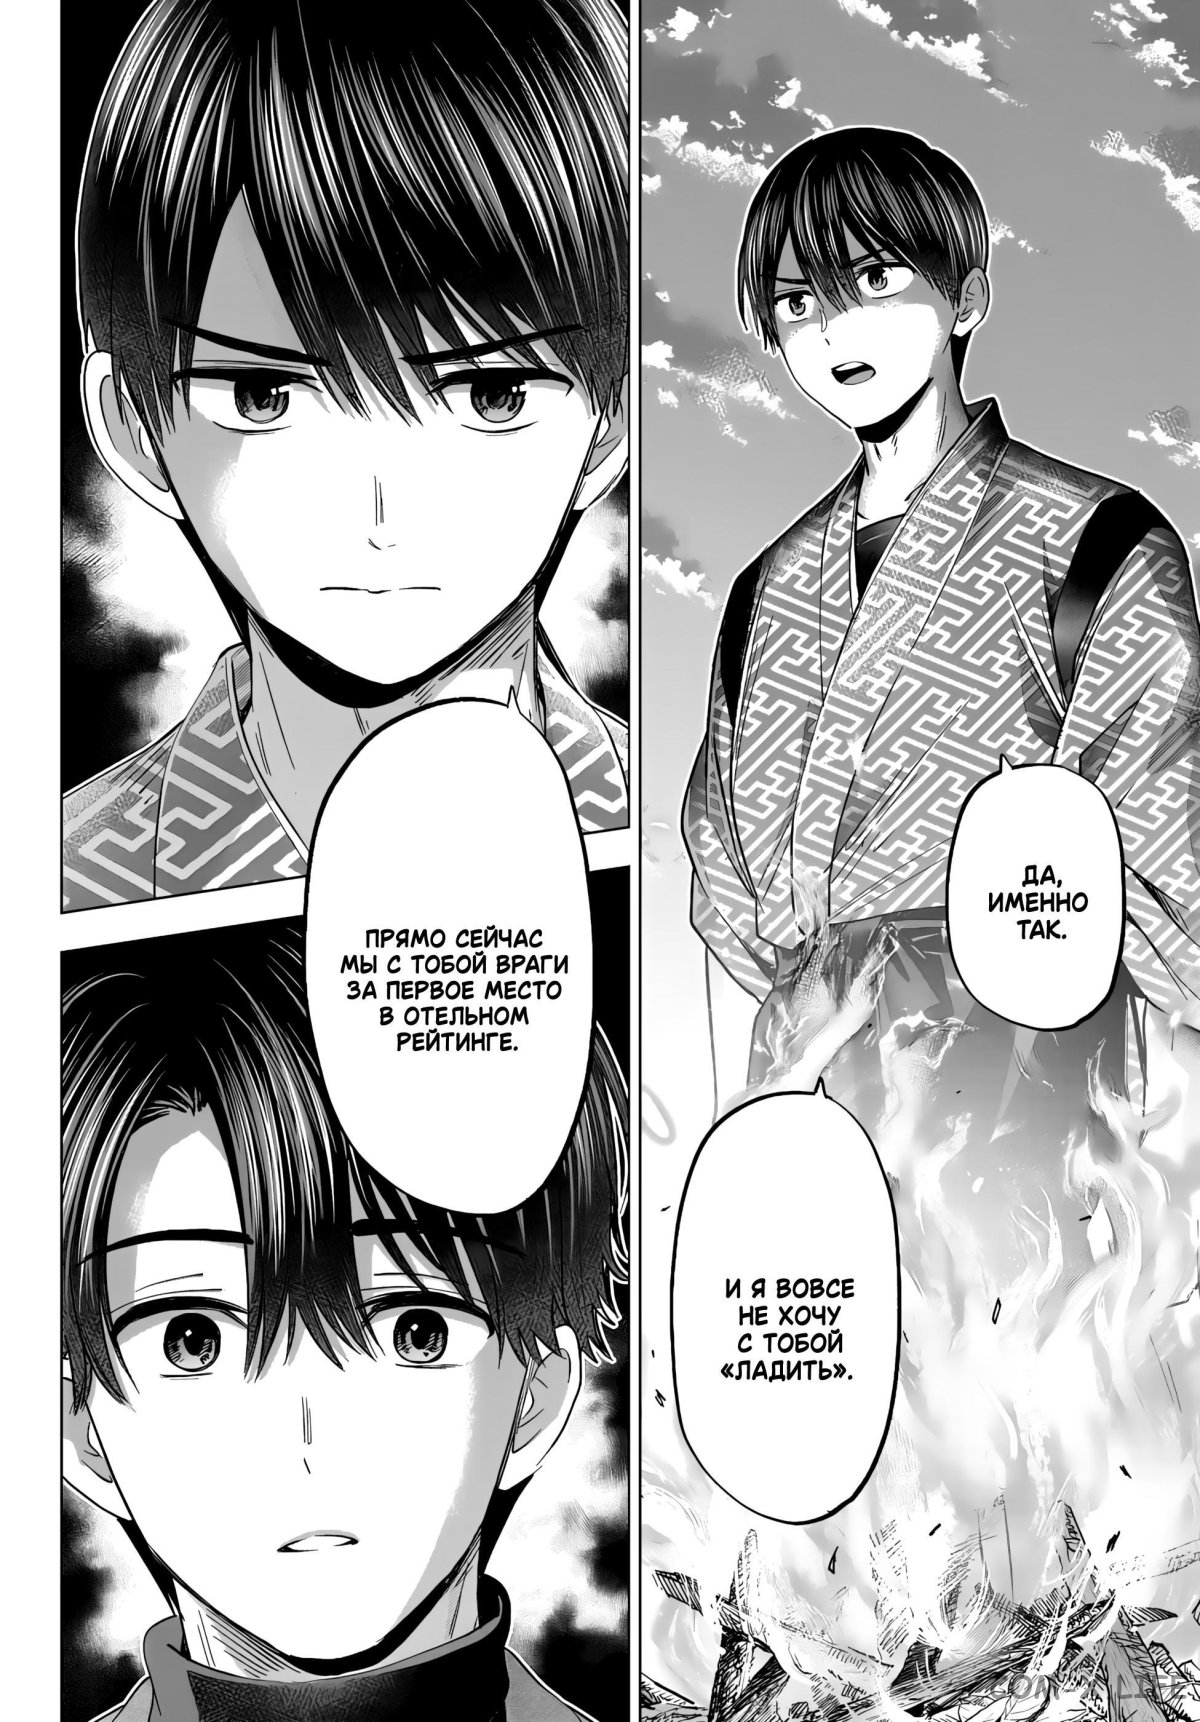 ДА,
ИМЕННО
ТАК.
И Я ВОВСЕ
НЕ ХОЧУ
С ТОБОЙ
«ЛАДИТЬ».
ПРЯМО СЕЙЧАС
МЫ С ТОБОЙ ВРАГИ
ЗА ПЕРВОЕ МЕСТО
В ОТЕЛЬНОМ
РЕЙТИНГЕ.